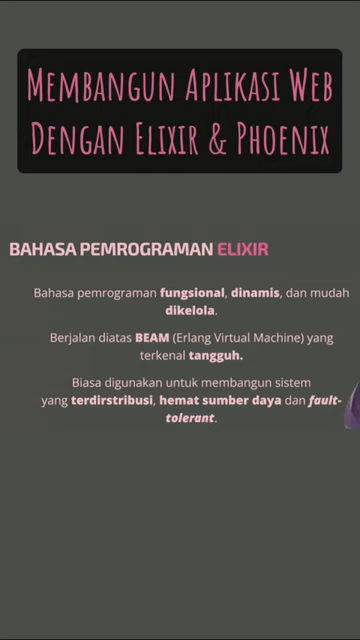 Membangun Aplikasi Web
Dengan Elixir & Phoenix
BAHASA PEMROGRAMAN ELIXIR
Bahasa pemrograman fungsional, dinamis, dan mudah
dikelola.
Berjalan diatas BEAM (Erlang Virtual Machine) yang
terkenal tangguh.
Biasa digunakan untuk membangun sistem
yang terdirstribusi, hemat sumber daya dan fault-
tolerant.